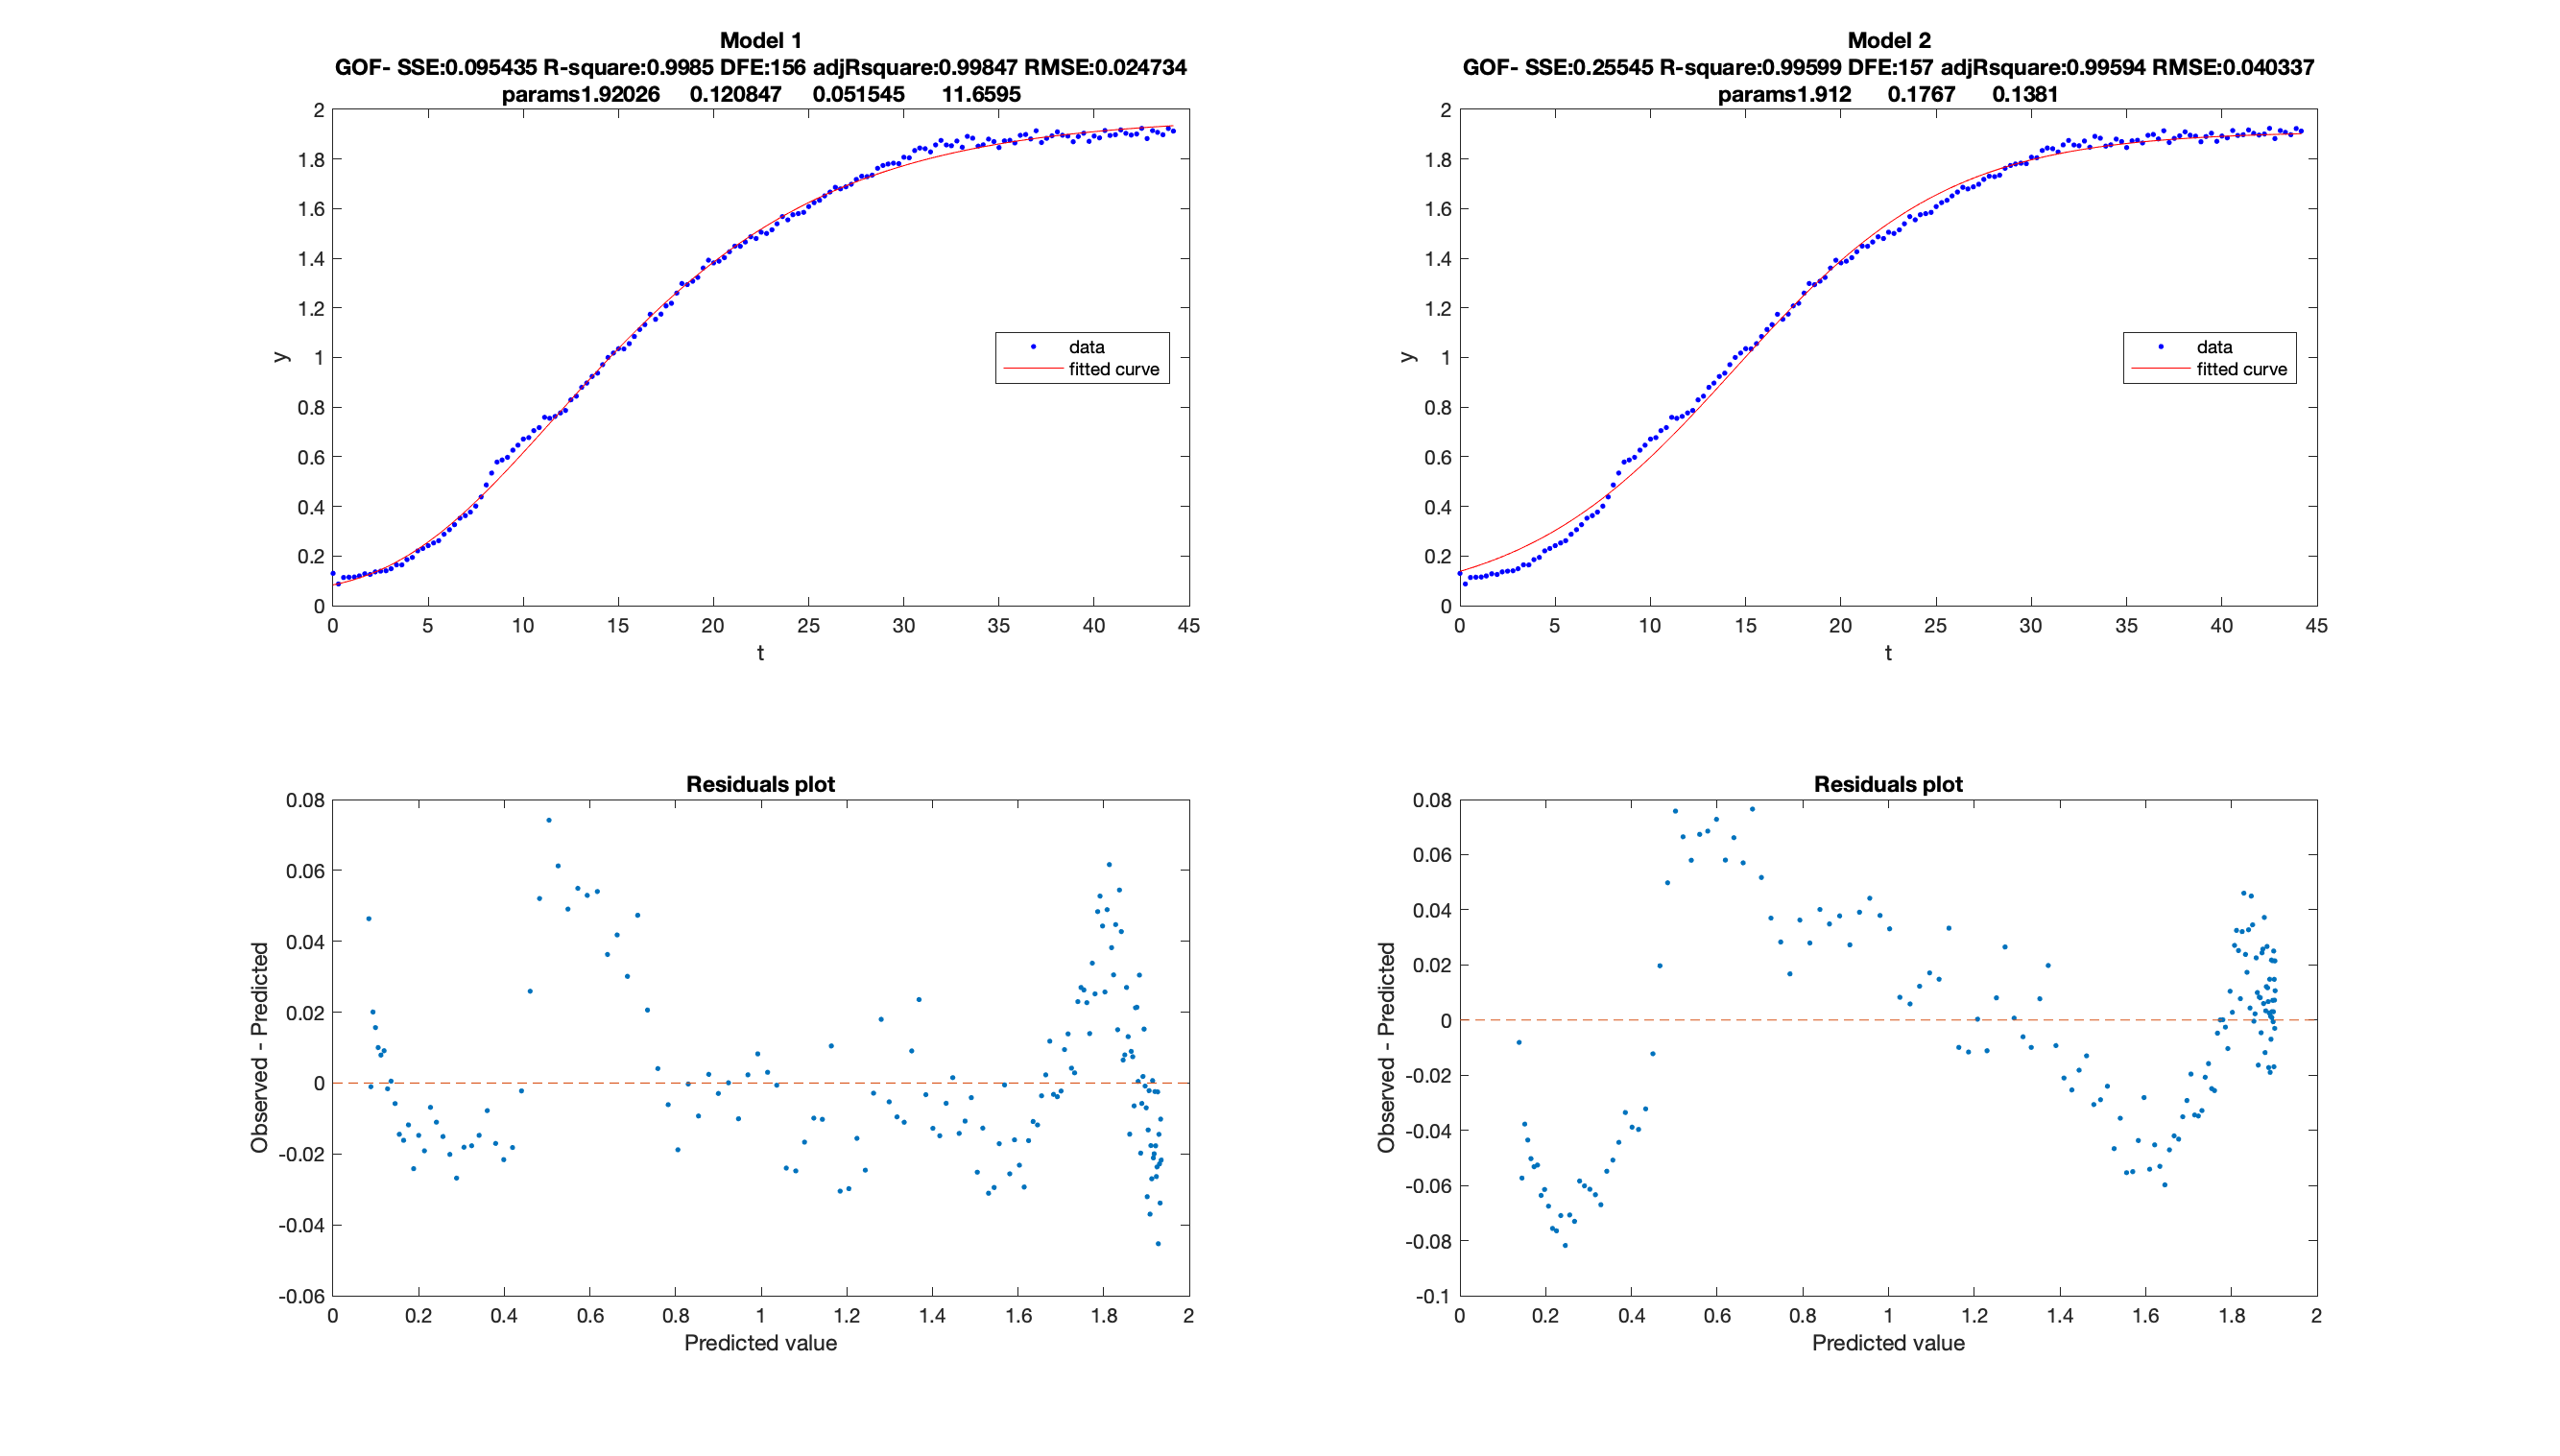 Model 1
GOF- SSE:0.095435 R-square:0.9985 DFE:156 adjRsquare:0.99847 RMSE:0.024734
params1.92026 0.120847 0.051545 11.6595
2
1.8
1.6
1.4
1.2
1
0.8
0.6
0.4
0.2
0
y
data
fitted curve
0 5 10 15 20 25 30 35 40 45
t
Model 2
GOF- SSE:0.25545 R-square:0.99599 DFE:157 adjRsquare:0.99594 RMSE:0.040337
params1.912 0.1767 0.1381
2
1.8
1.6
1.4
1.2
1
0.8
0.6
0.4
0.2
0
y
data
fitted curve
0 5 10 15 20 25 30 35 40 45
t
Residuals plot
0.08
0.06
0.04
0.02
0
-0.02
-0.04
-0.06
Observed - Predicted
0 0.2 0.4 0.6 0.8 1 1.2 1.4 1.6 1.8 2
Predicted value
Residuals plot
0.08
0.06
0.04
0.02
0
-0.02
-0.04
-0.06
-0.08
-0.1
Observed - Predicted
0 0.2 0.4 0.6 0.8 1 1.2 1.4 1.6 1.8 2
Predicted value